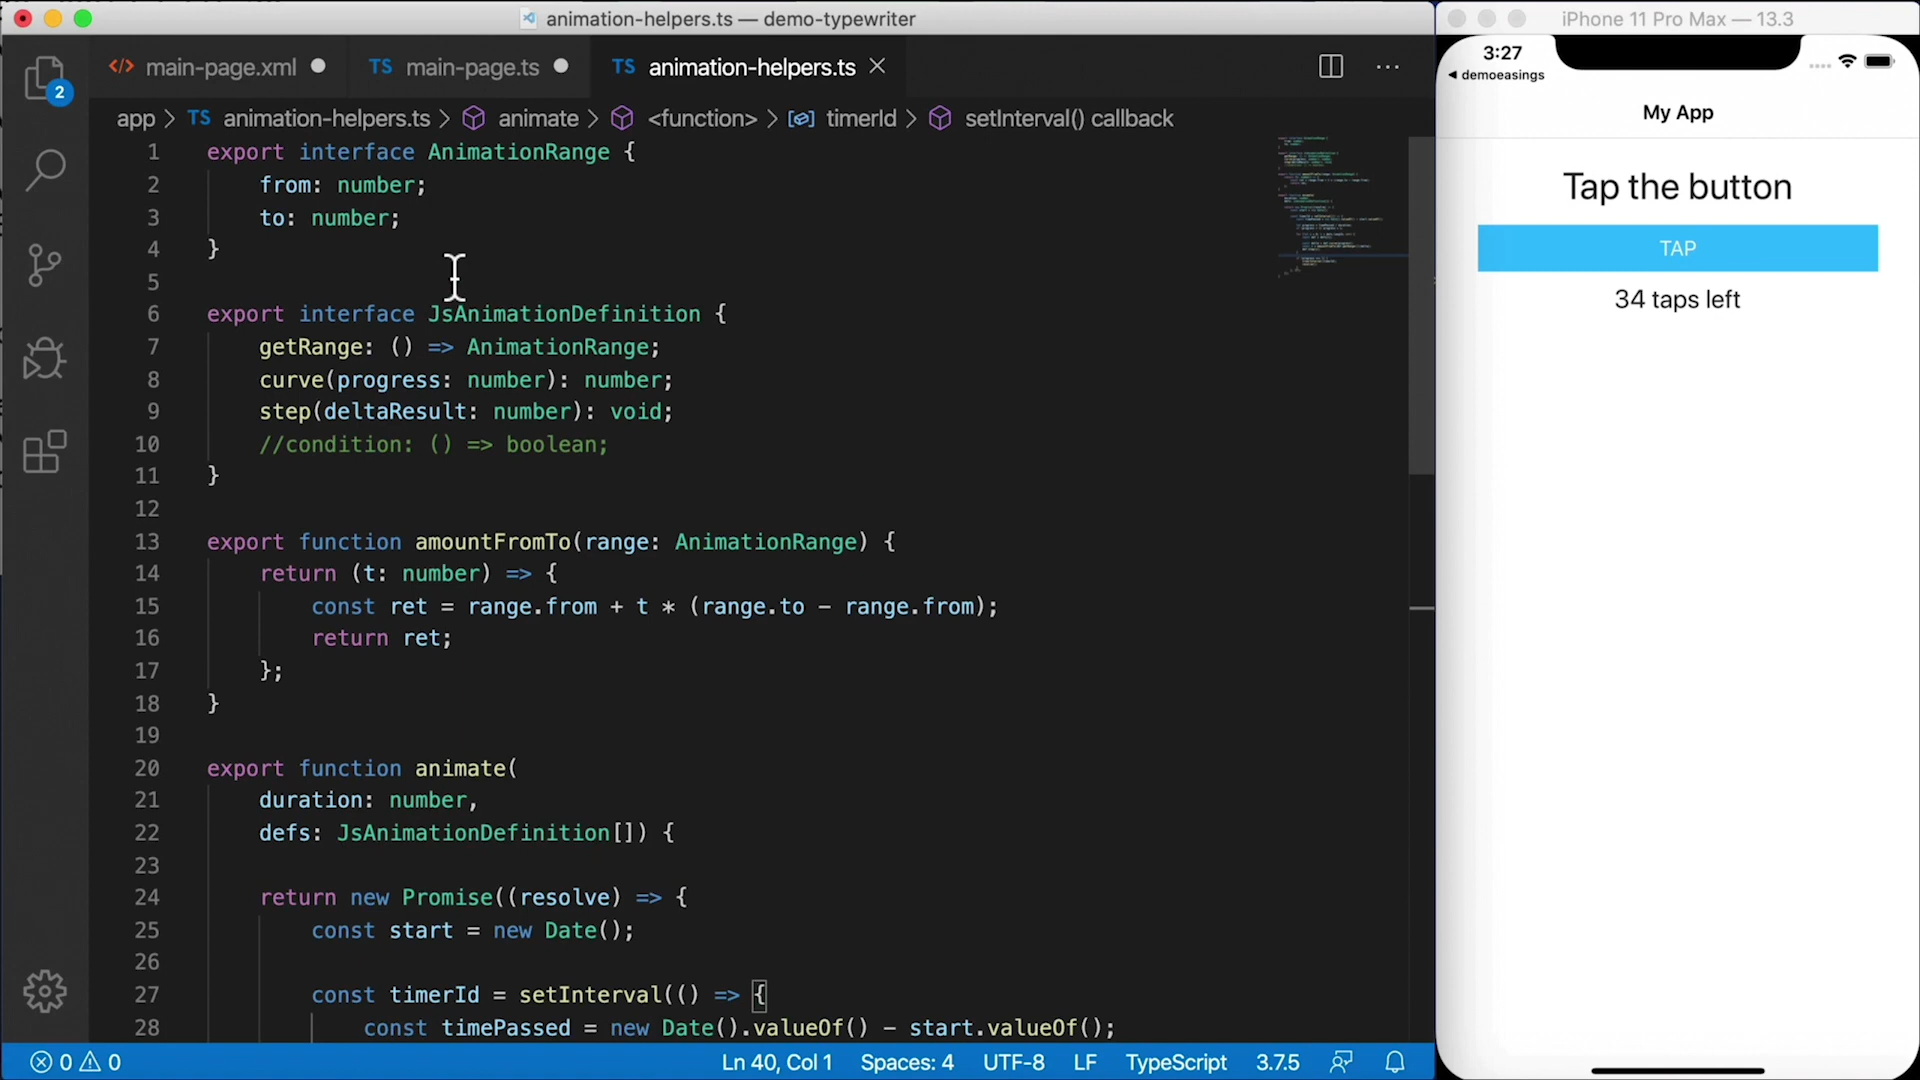 animation-helpers.ts — demo-typewriter
main-page.xml
TS main-page.ts
TS animation-helpers.ts
2
app > TS animation-helpers.ts > animate > <function> > timerId > setInterval() callback
1 export interface AnimationRange {
2 from: number;
3 to: number;
4 }
5
6 export interface JsAnimationDefinition {
7 getRange: () => AnimationRange;
8 curve(progress: number): number;
9 step(deltaResult: number): void;
10 //condition: () => boolean;
11 }
12
13 export function amountFromTo(range: AnimationRange) {
14 return (t: number) => {
15 const ret = range.from + t * (range.to - range.from);
16 return ret;
17 };
18 }
19
20 export function animate(
21 duration: number,
22 defs: JsAnimationDefinition[]) {
23
24 return new Promise((resolve) => {
25 const start = new Date();
26
27 const timerId = setInterval(() => {
28 const timePassed = new Date().valueOf() - start.valueOf();
0 0
Ln 40, Col 1 Spaces: 4 UTF-8 LF TypeScript 3.7.5
iPhone 11 Pro Max — 13.3
3:27
demoeasings
My App
Tap the button
TAP
34 taps left